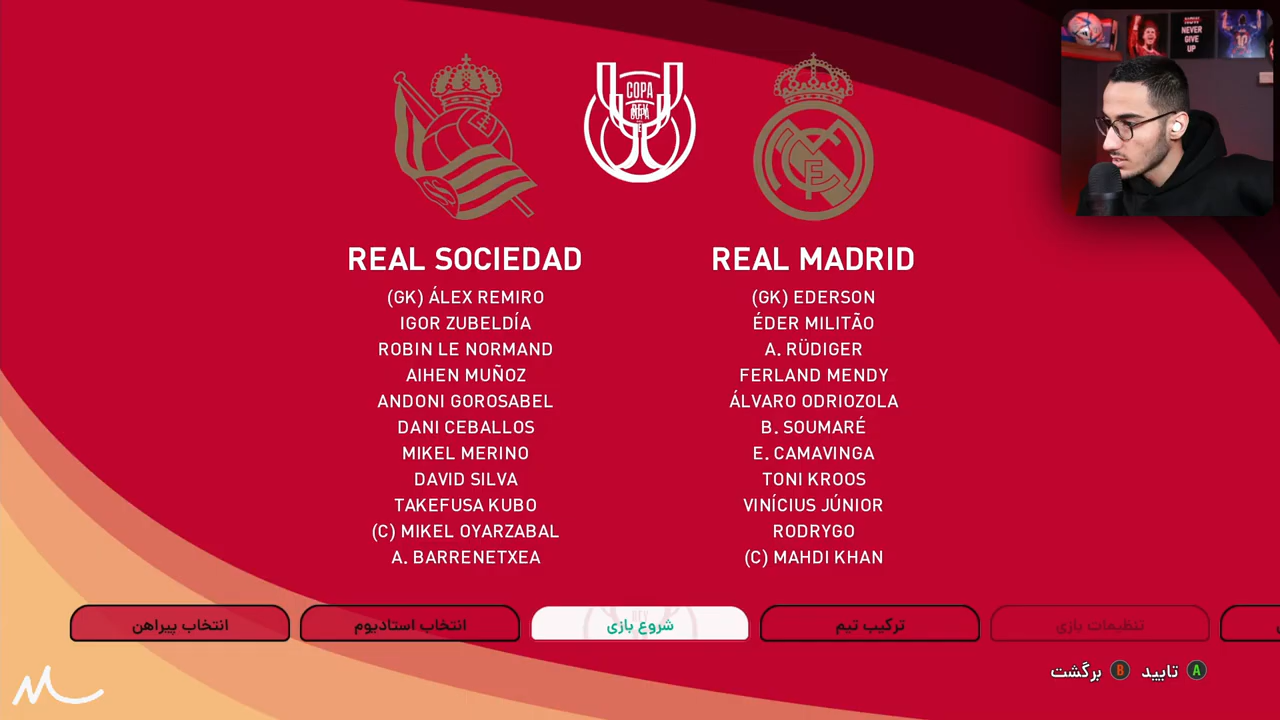 NOW
NEVER
GIVE
UP
COPA
REAL SOCIEDAD
(GK) ÁLEX REMIRO
IGOR ZUBELDÍA
ROBIN LE NORMAND
AIHEN MUÑOZ
ANDONI GOROSABEL
DANI CEBALLOS
MIKEL MERINO
DAVID SILVA
TAKEFUSA KUBO
(C) MIKEL OYARZABAL
A. BARRENETXEA
REAL MADRID
(GK) EDERSON
ÉDER MILITÃO
A. RÜDIGER
FERLAND MENDY
ÁLVARO ODRIOZOLA
B. SOUMARÉ
E. CAMAVINGA
TONI KROOS
VINÍCIUS JÚNIOR
RODRYGO
(C) MAHDI KHAN
انتخاب پیراهن
انتخاب استادیوم
شروع بازی
ترکیب تیم
تنظیمات بازی
برگشت B تایید A